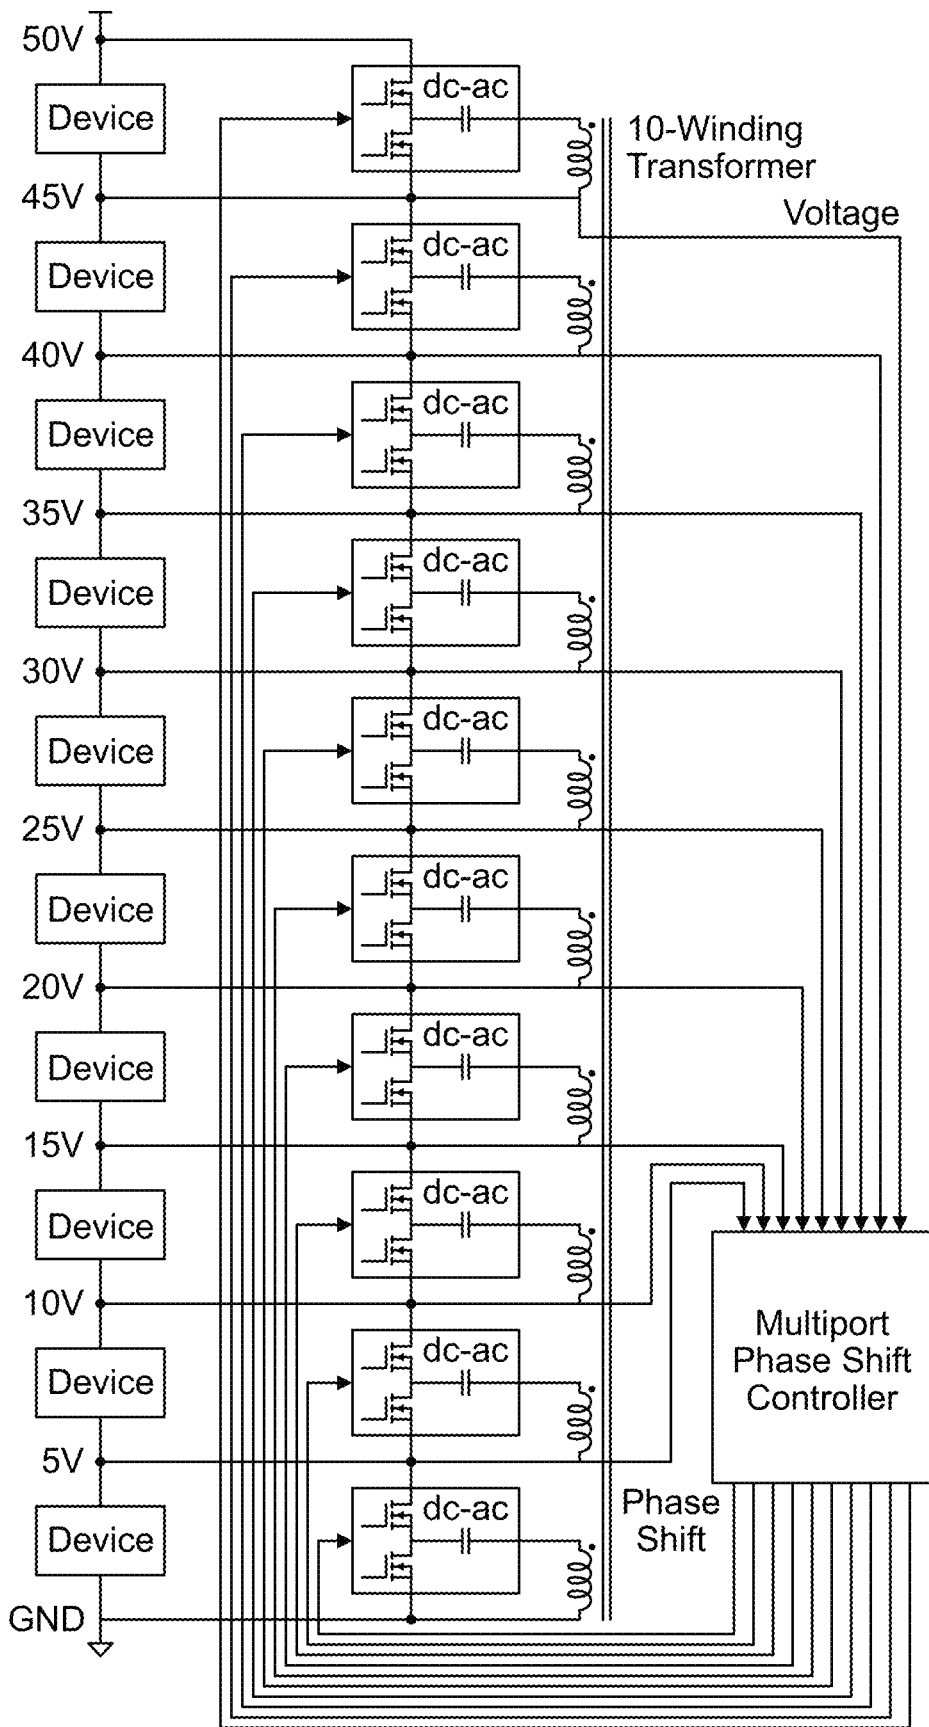 50V
Device
dc-ac
10-Winding
Transformer
45V
Voltage
Device
dc-ac
40V
Device
dc-ac
35V
Device
dc-ac
30V
Device
dc-ac
25V
Device
dc-ac
20V
Device
dc-ac
15V
Device
dc-ac
10V
Multiport
Phase Shift
Controller
Device
dc-ac
5V
Phase
Shift
Device
dc-ac
GND